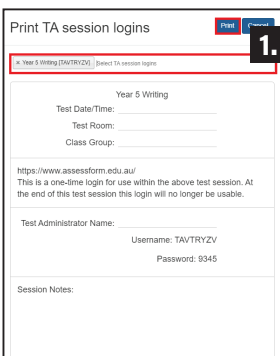 Print TA session logins
Print
1.
× Year 5 Writing [TAVTRYZV] Select TA session logins
Year 5 Writing
Test Date/Time:
Test Room:
Class Group:
https://www.assessform.edu.au/
This is a one-time login for use within the above test session. At
the end of this test session this login will no longer be usable.
Test Administrator Name:
Username: TAVTRYZV
Password: 9345
Session Notes: